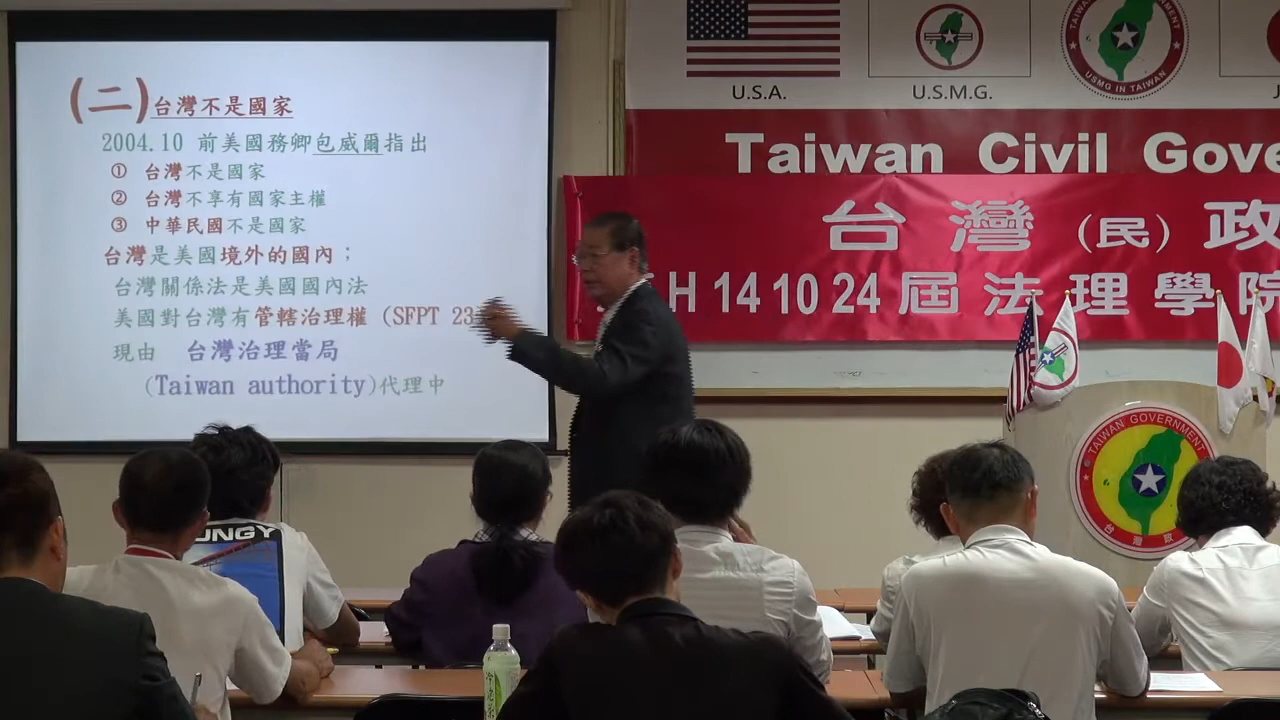 (二)台灣不是國家
2004.10 前美國務卿包威爾指出
① 台灣不是國家
② 台灣不享有國家主權
③ 中華民國不是國家
台灣是美國境外的國內；
台灣關係法是美國國內法
美國對台灣有管轄治理權 (SFPT 23
現由 台灣治理當局
(Taiwan authority)代理中
U.S.A.
U.S.M.G.
USMG IN TAIWAN
Taiwan Civil Gove
台灣(民)政
H 14 10 24 屆法理學院
TAIWAN GOVERNMENT
台灣政
UNGY